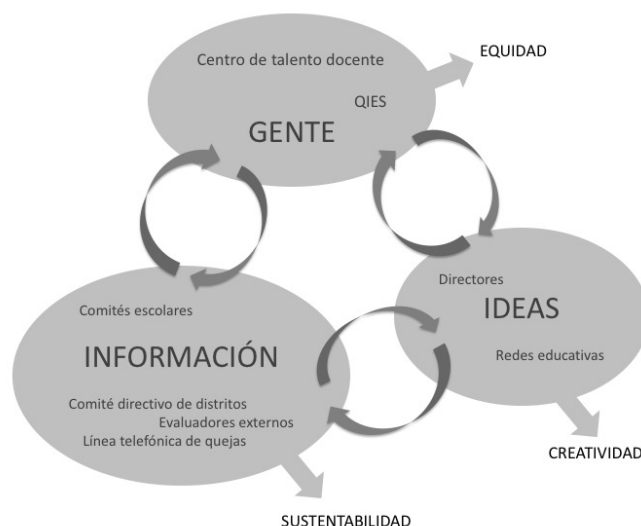 EQUIDAD
Centro de talento docente
QIES
GENTE
Directores
IDEAS
Redes educativas
CREATIVIDAD
Comités escolares
INFORMACIÓN
Comité directivo de distritos
Evaluadores externos
Línea telefónica de quejas
SUSTENTABILIDAD